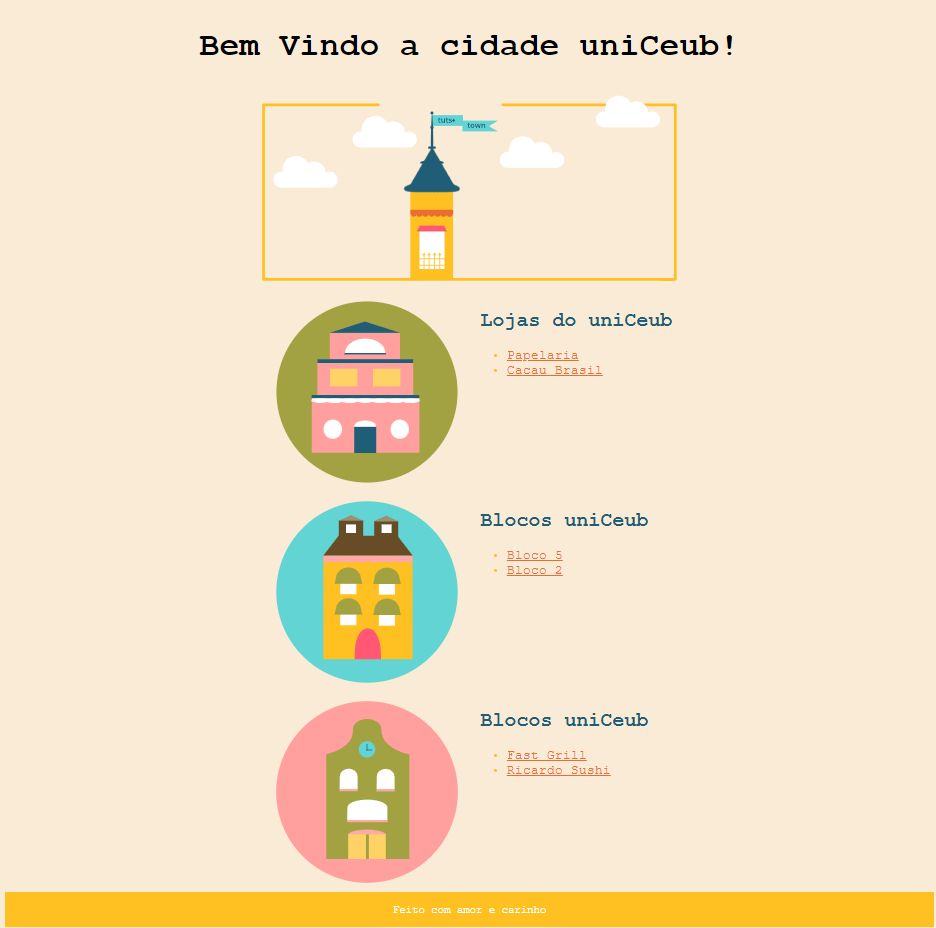 Bem Vindo a cidade uniCeub!
tuts+
town
Lojas do uniCeub
Papelaria
Cacau Brasil
Blocos uniCeub
Bloco 5
Bloco 2
Blocos uniCeub
Fast Grill
Ricardo Sushi
Feito com amor e carinho